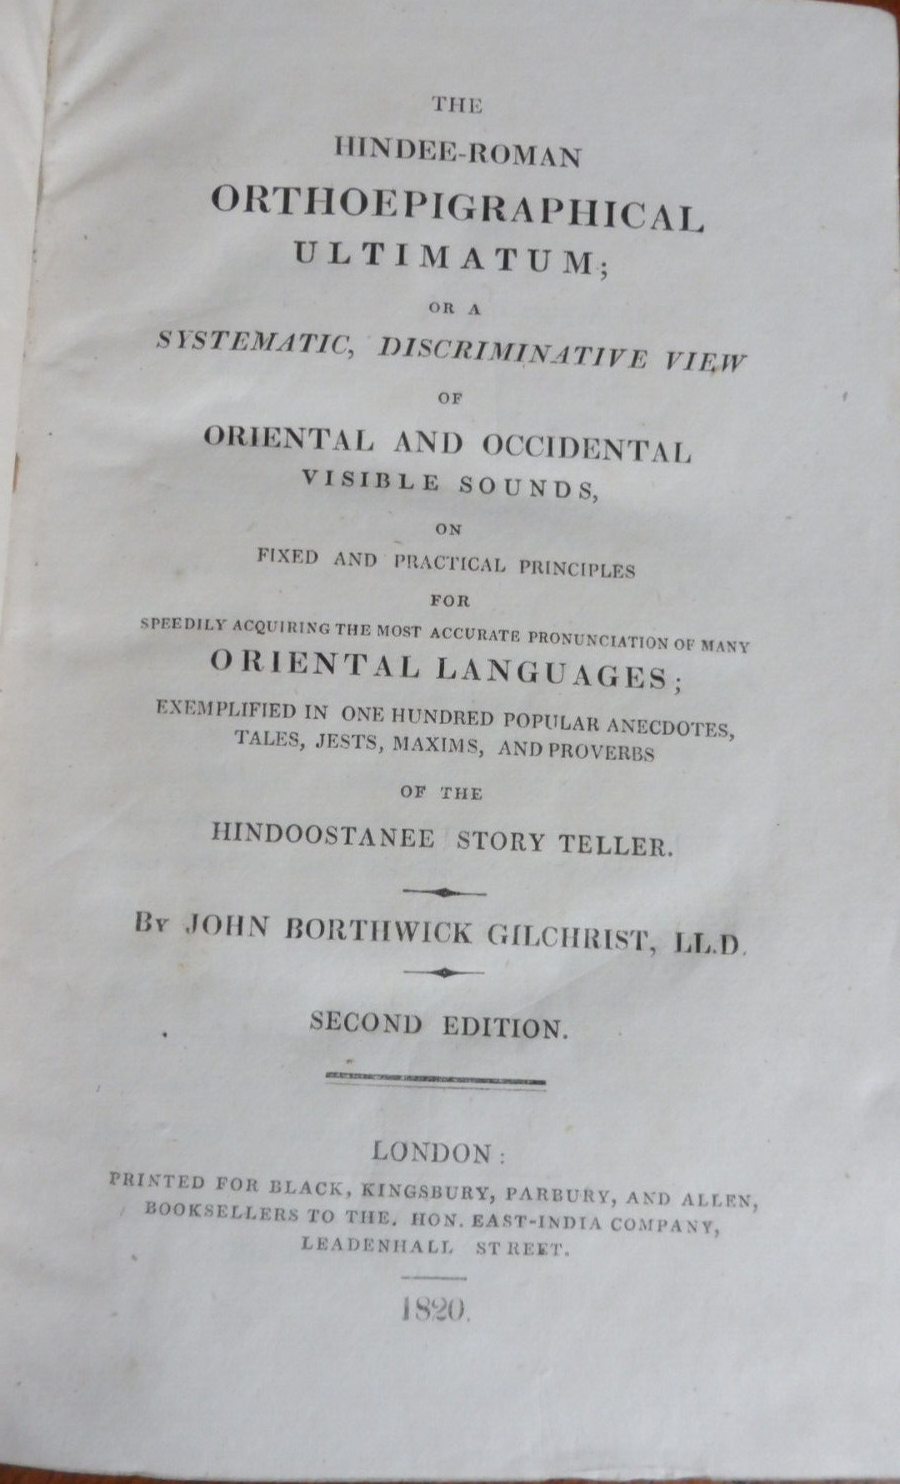 THE
HINDEE-ROMAN
ORTHOEPIGRAPHICAL
ULTIMATUM;
OR A
SYSTEMATIC, DISCRIMINATIVE VIEW
OF
ORIENTAL AND OCCIDENTAL
VISIBLE SOUNDS,
ON
FIXED AND PRACTICAL PRINCIPLES
FOR
SPEEDILY ACQUIRING THE MOST ACCURATE PRONUNCIATION OF MANY
ORIENTAL LANGUAGES;
EXEMPLIFIED IN ONE HUNDRED POPULAR ANECDOTES,
TALES, JESTS, MAXIMS, AND PROVERBS
OF THE
HINDOOSTANEE STORY TELLER.
By JOHN BORTHWICK GILCHRIST, LL.D.
SECOND EDITION.
LONDON:
PRINTED FOR BLACK, KINGSBURY, PARBURY, AND ALLEN,
BOOKSELLERS TO THE. HON. EAST-INDIA COMPANY,
LEADENHALL STREET.
1820.